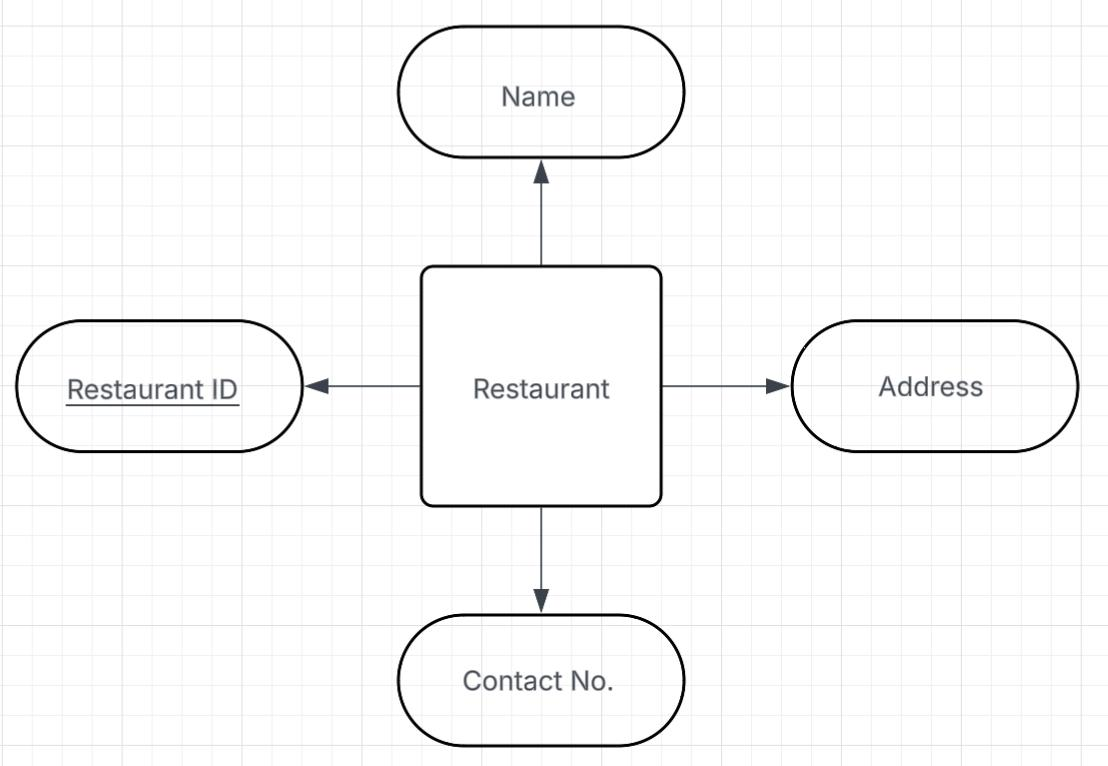 Name
Restaurant ID
Restaurant
Address
Contact No.